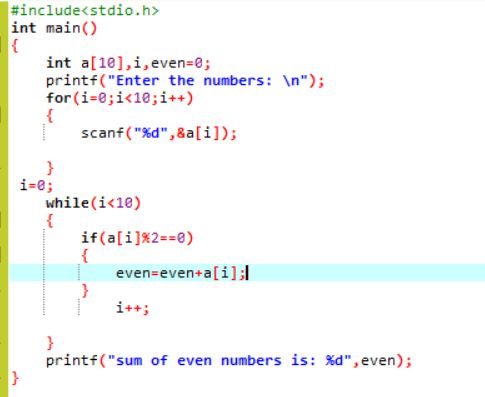 #include<stdio.h>
int main()
{
    int a[10],i,even=0;
    printf("Enter the numbers: \n");
    for(i=0;i<10;i++)
    {
        scanf("%d",&a[i]);
    }
 i=0;
    while(i<10)
    {
        if(a[i]%2==0)
        {
            even=even+a[i];
        }
            i++;
    }
    printf("sum of even numbers is: %d",even);
}